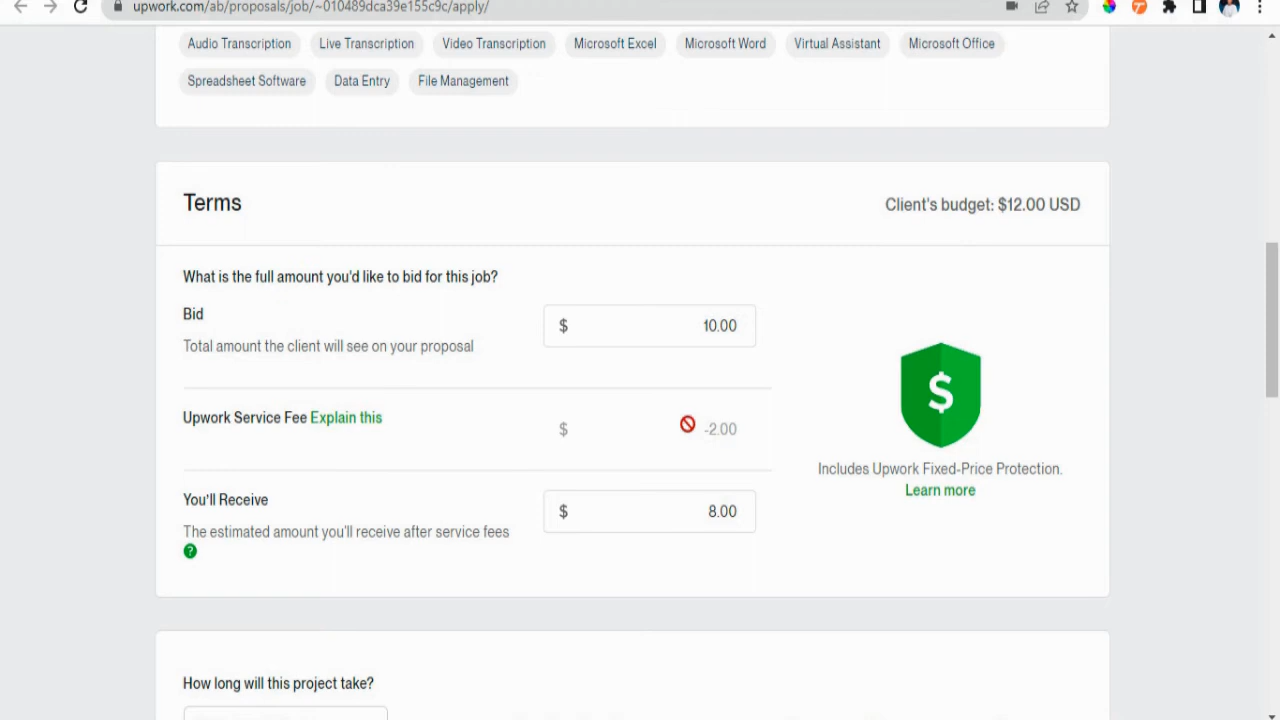 upwork.com/ab/proposals/job/~010489dca39e155c9c/apply/
Audio Transcription Live Transcription Video Transcription Microsoft Excel Microsoft Word Virtual Assistant Microsoft Office
Spreadsheet Software Data Entry File Management
Terms Client's budget: $12.00 USD
What is the full amount you'd like to bid for this job?
Bid
$ 10.00
Total amount the client will see on your proposal
Upwork Service Fee Explain this
$ -2.00
$
Includes Upwork Fixed-Price Protection.
Learn more
You'll Receive
$ 8.00
The estimated amount you'll receive after service fees
?
How long will this project take?